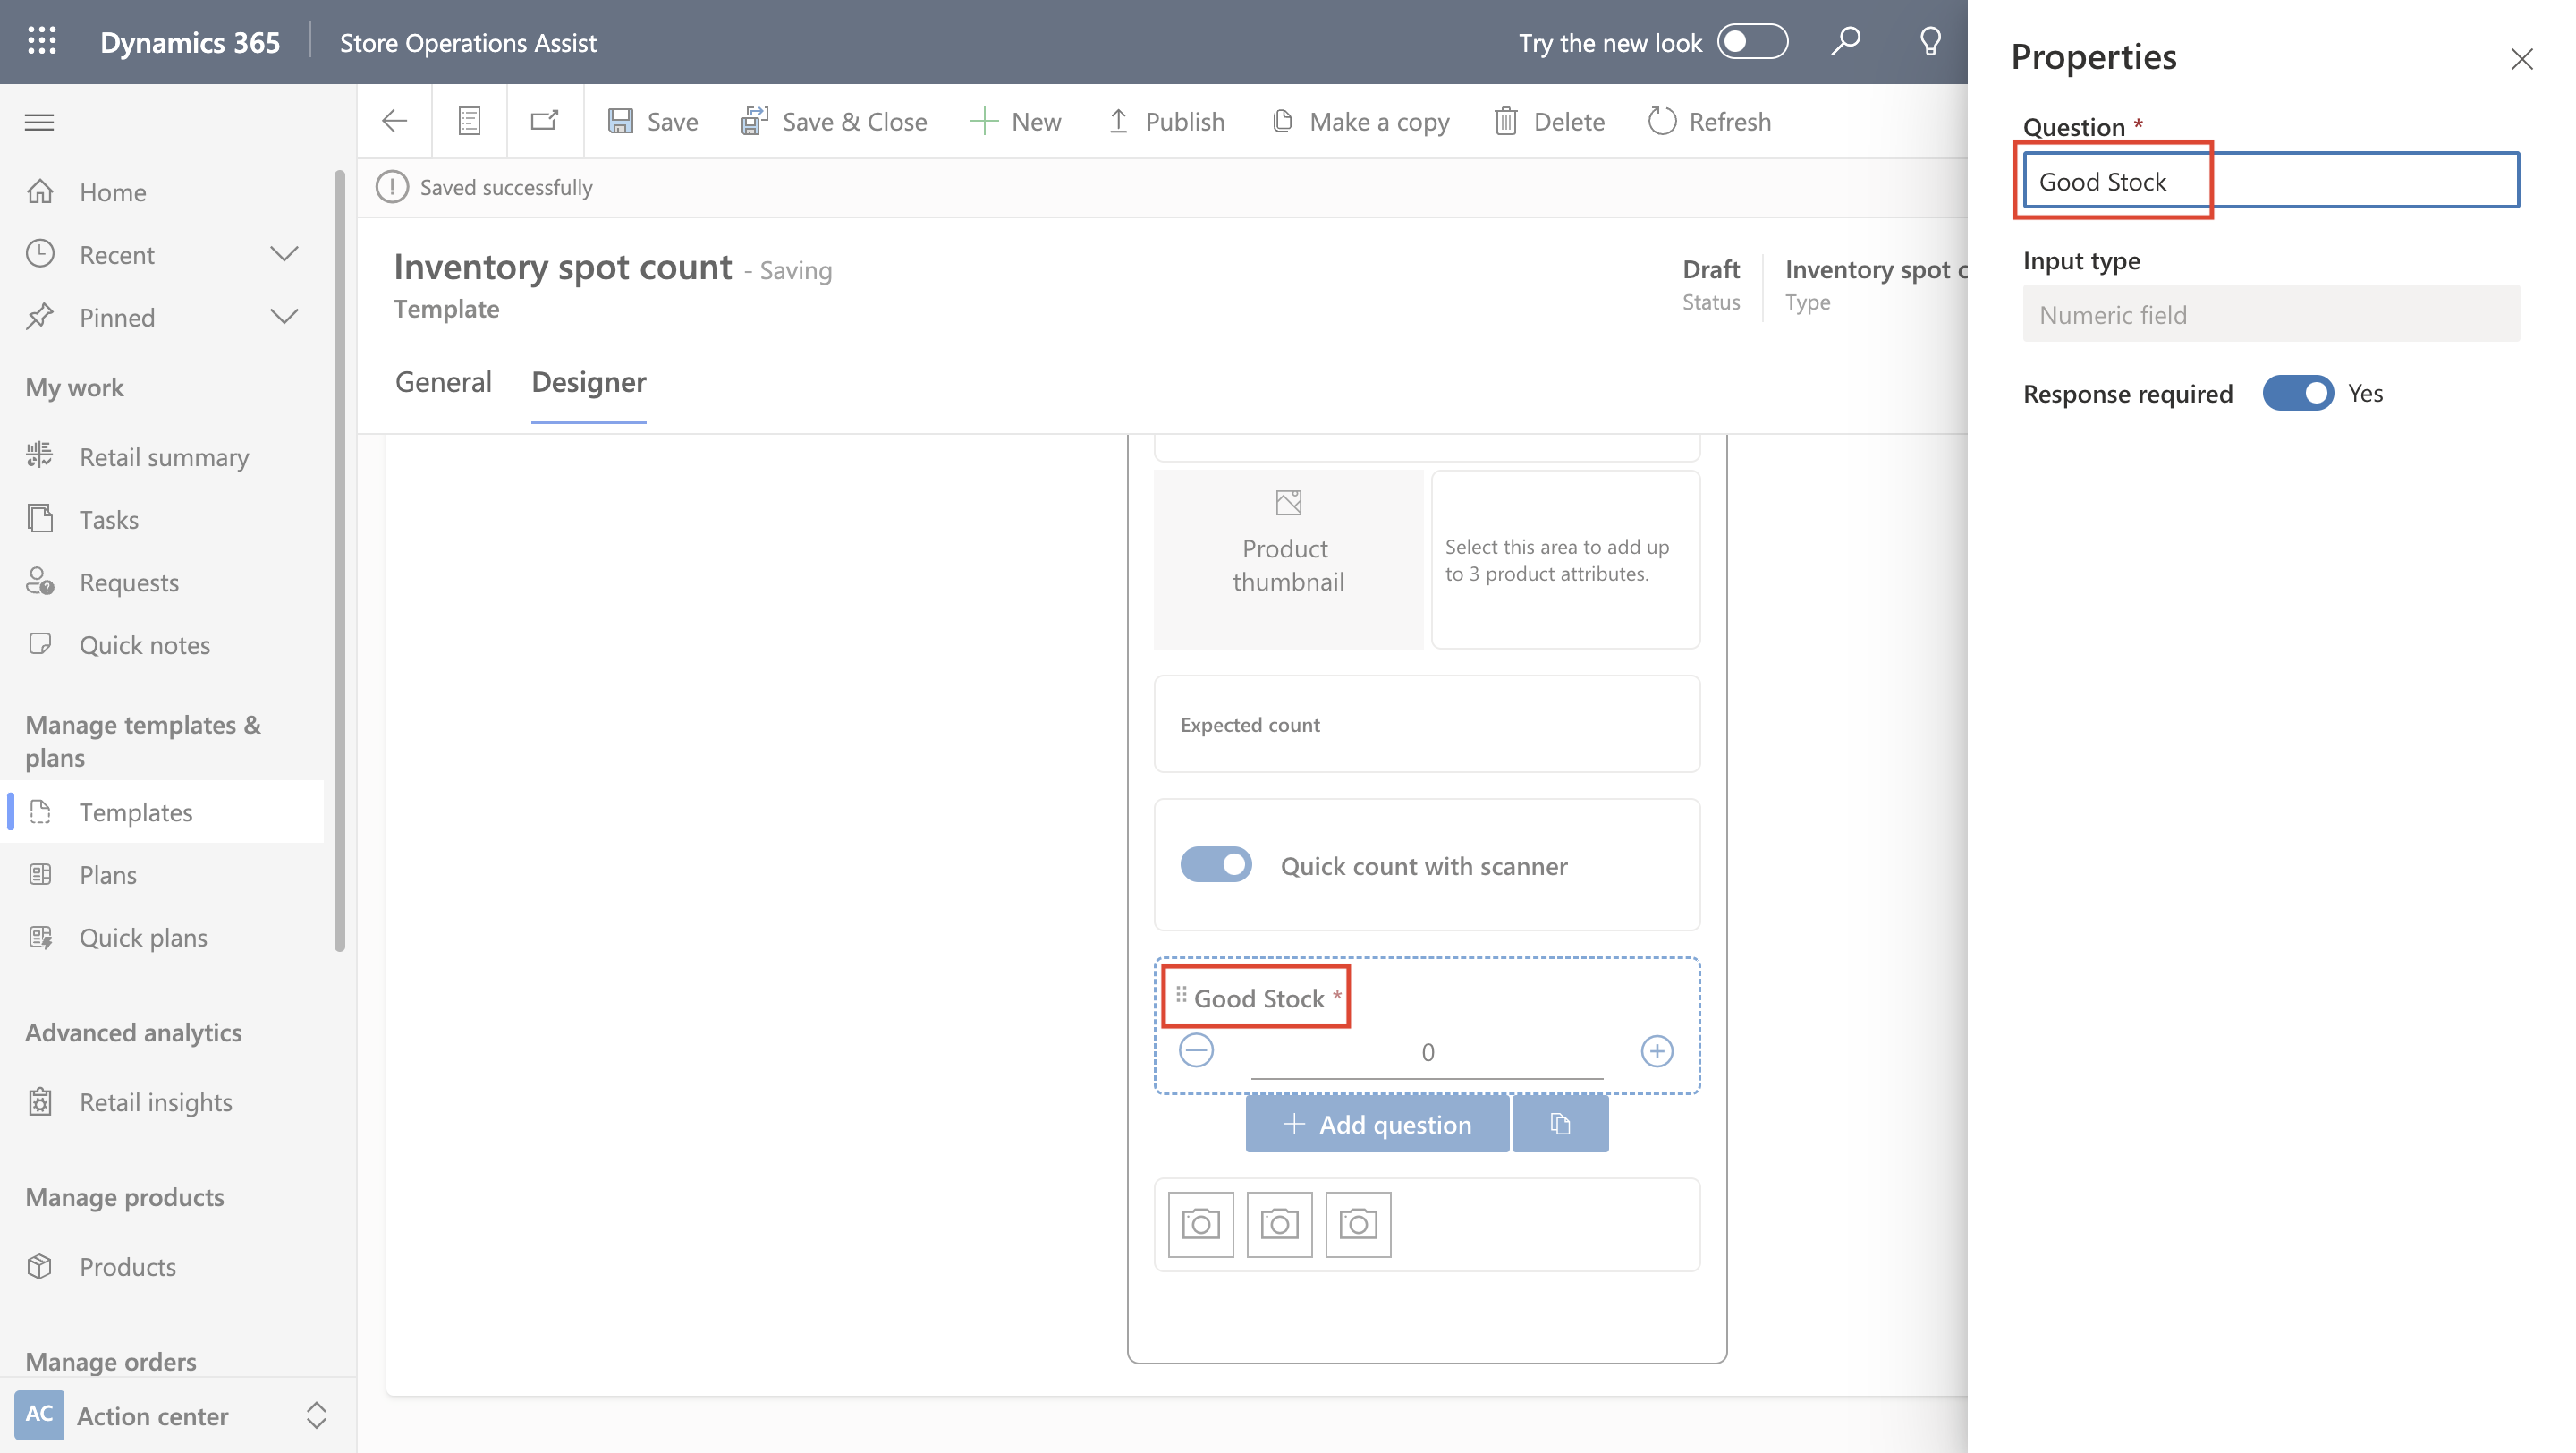 Dynamics 365
Store Operations Assist
Try the new look
Save
Save & Close
New
Publish
Make a copy
Delete
Refresh
Saved successfully
Home
Recent
Pinned
My work
Retail summary
Tasks
Requests
Quick notes
Manage templates &
plans
Templates
Plans
Quick plans
Advanced analytics
Retail insights
Manage products
Products
Manage orders
AC
Action center
Inventory spot count - Saving
Template
Draft
Status
Inventory spot c
Type
General
Designer
Product
thumbnail
Select this area to add up
to 3 product attributes.
Expected count
Quick count with scanner
Good Stock *
0
Add question
Properties
Question *
Good Stock
Input type
Numeric field
Response required
Yes